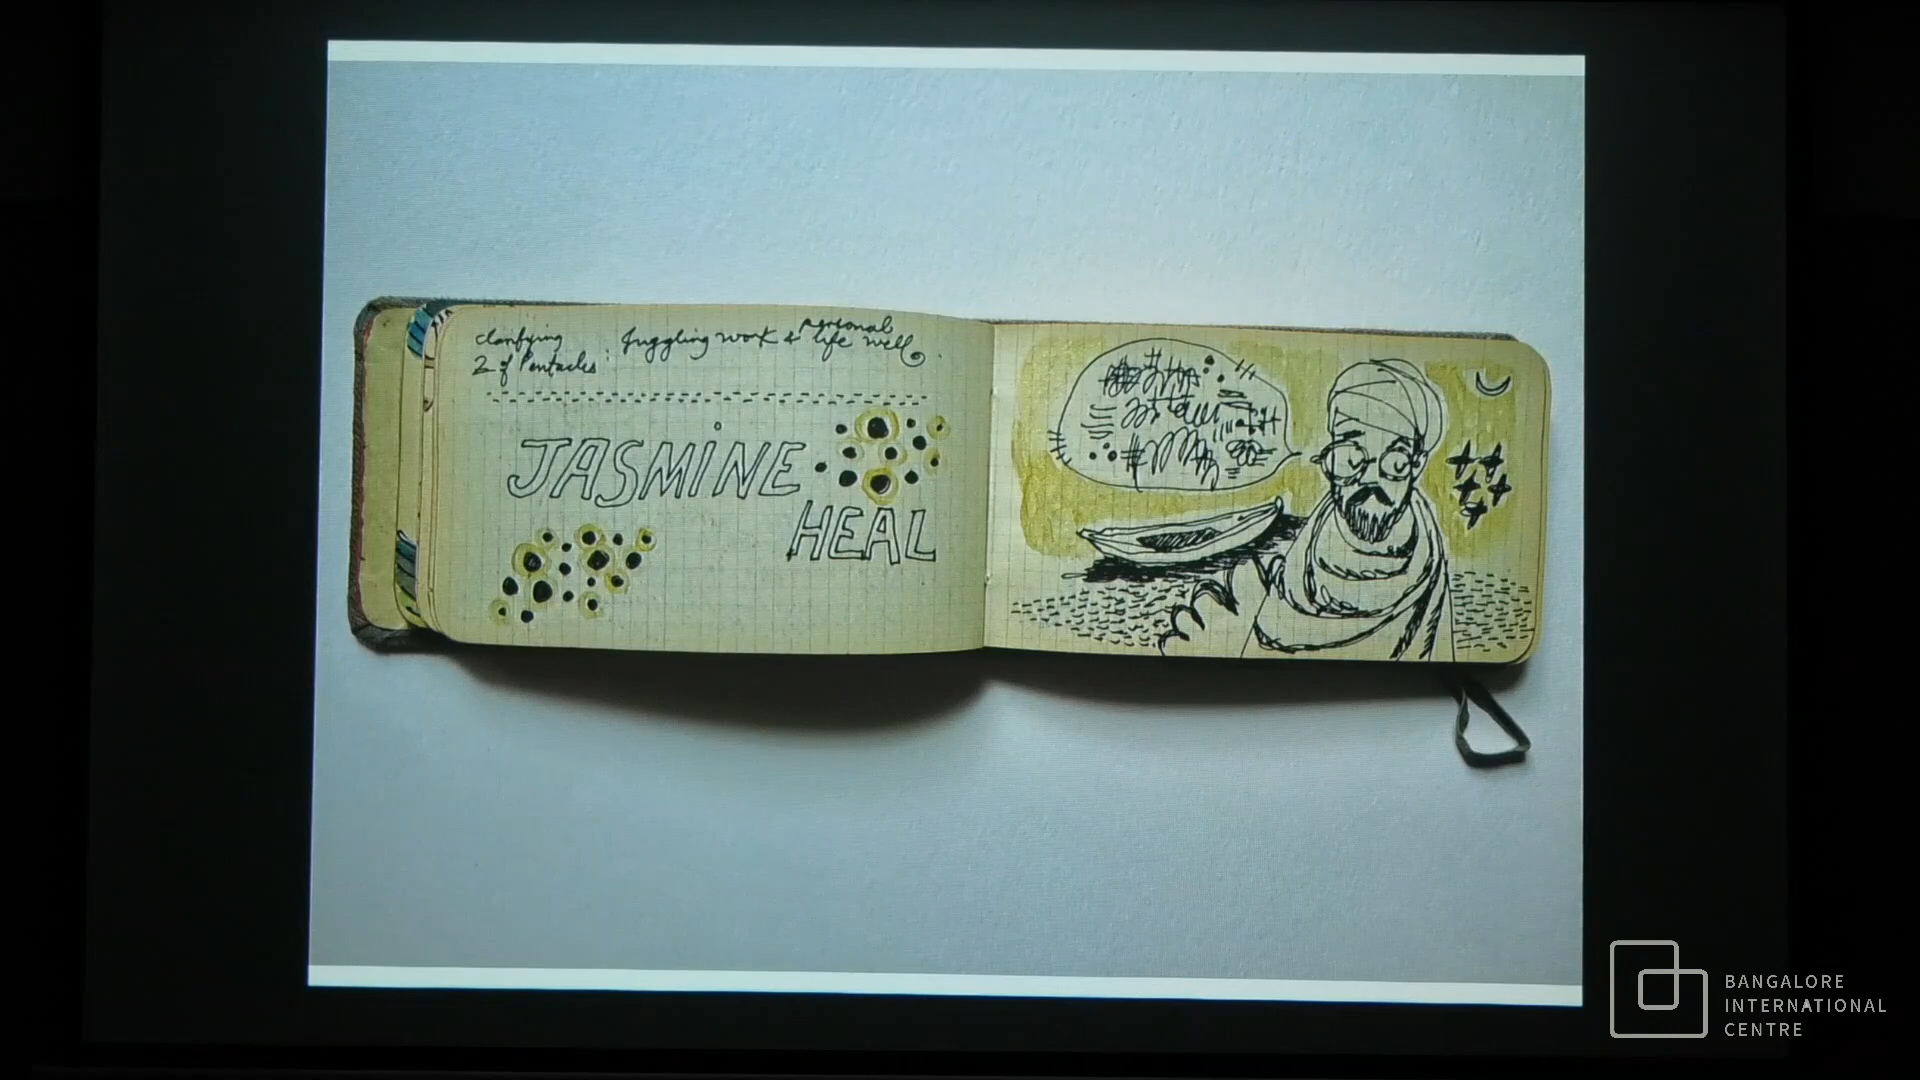 clarifying
2 of Pentacles: Juggling work & personal life well.
JASMINE
HEAL
BANGALORE
INTERNATIONAL
CENTRE